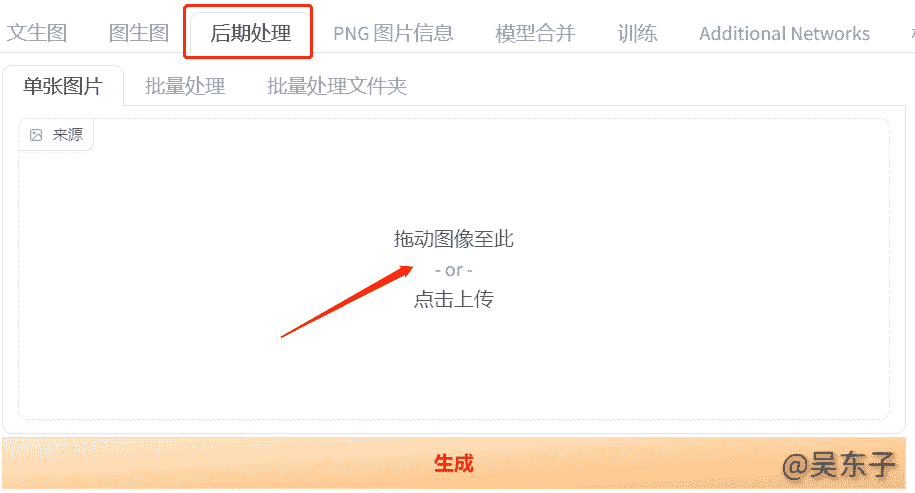 文生图 图生图 后期处理 PNG 图片信息 模型合并 训练 Additional Networks
单张图片 批量处理 批量处理文件夹
来源
拖动图像至此
- or -
点击上传
生成
@吴东子